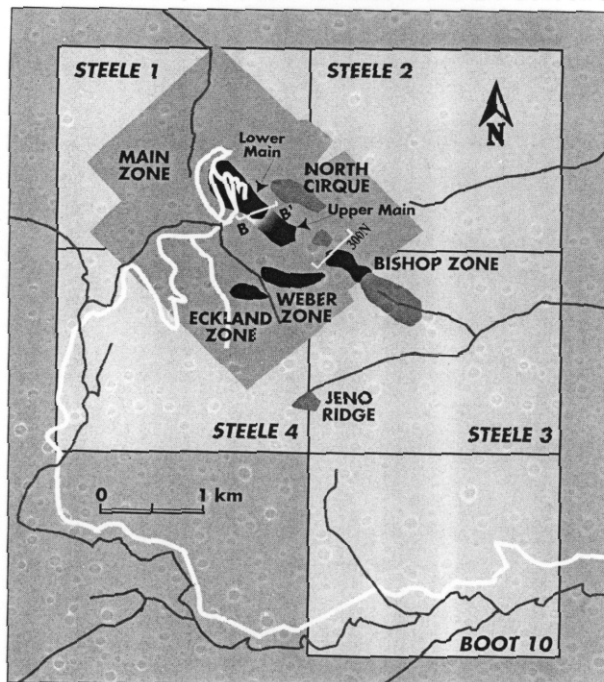 STEELE 1
STEELE 2
N
Lower
Main
MAIN
ZONE
NORTH
CIRQUE
B
B'
Upper Main
300N
BISHOP ZONE
WEBER
ZONE
ECKLAND
ZONE
JENO
RIDGE
STEELE 4
STEELE 3
0 1 km
BOOT 10